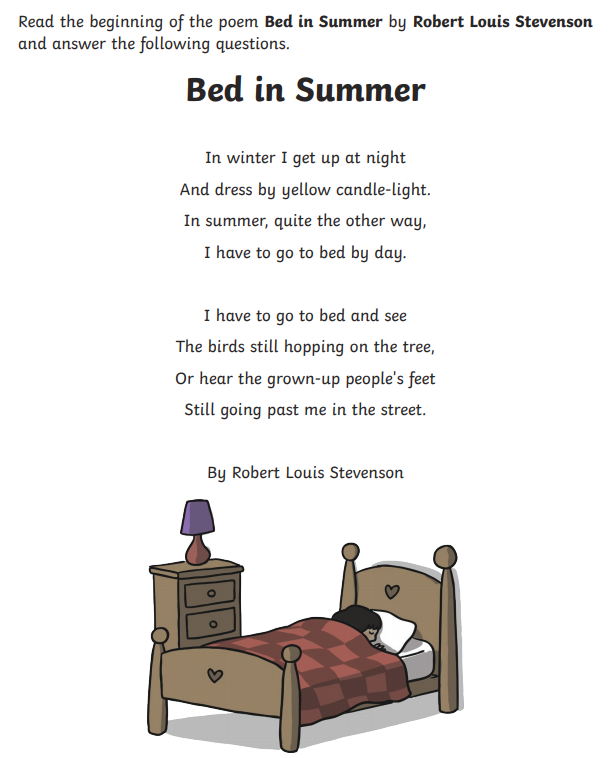 Read the beginning of the poem Bed in Summer by Robert Louis Stevenson
and answer the following questions.
Bed in Summer
In winter I get up at night
And dress by yellow candle-light.
In summer, quite the other way,
I have to go to bed by day.
I have to go to bed and see
The birds still hopping on the tree,
Or hear the grown-up people's feet
Still going past me in the street.
By Robert Louis Stevenson